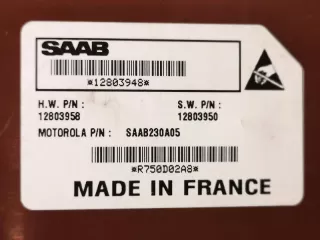 SAAB
*12803948*
H.W. P/N : S.W. P/N :
12803958 12803950
MOTOROLA P/N : SAAB230A05
*R750D02A8*
MADE IN FRANCE